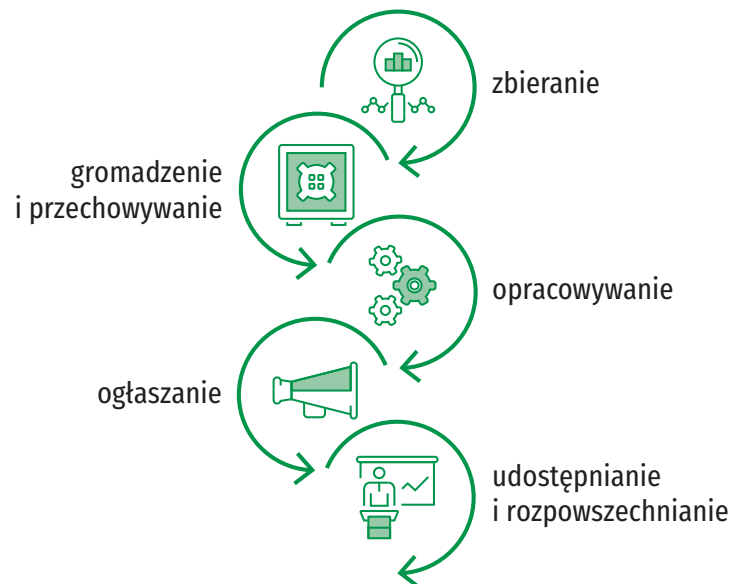 zbieranie
gromadzenie
i przechowywanie
opracowywanie
ogłaszanie
udostępnianie
i rozpowszechnianie